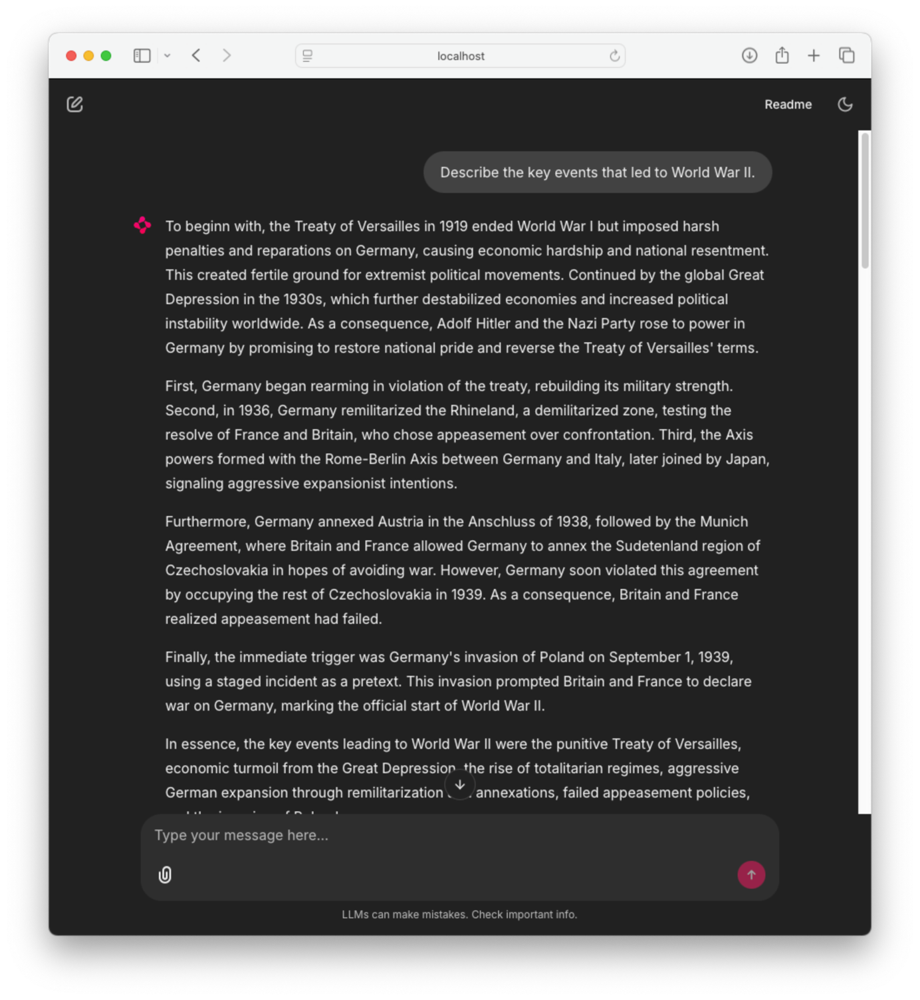 localhost
Readme
Describe the key events that led to World War II.
To beginn with, the Treaty of Versailles in 1919 ended World War I but imposed harsh
penalties and reparations on Germany, causing economic hardship and national resentment.
This created fertile ground for extremist political movements. Continued by the global Great
Depression in the 1930s, which further destabilized economies and increased political
instability worldwide. As a consequence, Adolf Hitler and the Nazi Party rose to power in
Germany by promising to restore national pride and reverse the Treaty of Versailles' terms.
First, Germany began rearming in violation of the treaty, rebuilding its military strength.
Second, in 1936, Germany remilitarized the Rhineland, a demilitarized zone, testing the
resolve of France and Britain, who chose appeasement over confrontation. Third, the Axis
powers formed with the Rome-Berlin Axis between Germany and Italy, later joined by Japan,
signaling aggressive expansionist intentions.
Furthermore, Germany annexed Austria in the Anschluss of 1938, followed by the Munich
Agreement, where Britain and France allowed Germany to annex the Sudetenland region of
Czechoslovakia in hopes of avoiding war. However, Germany soon violated this agreement
by occupying the rest of Czechoslovakia in 1939. As a consequence, Britain and France
realized appeasement had failed.
Finally, the immediate trigger was Germany's invasion of Poland on September 1, 1939,
using a staged incident as a pretext. This invasion prompted Britain and France to declare
war on Germany, marking the official start of World War II.
In essence, the key events leading to World War II were the punitive Treaty of Versailles,
economic turmoil from the Great Depression, the rise of totalitarian regimes, aggressive
German expansion through remilitarization annexations, failed appeasement policies,
Type your message here...
LLMs can make mistakes. Check important info.